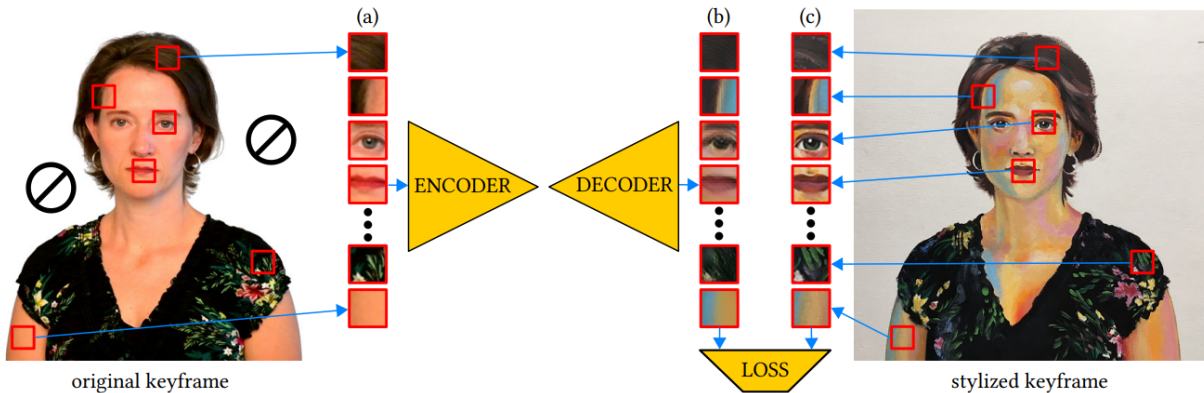 (a)
(b)
(c)
ENCODER
DECODER
LOSS
original keyframe
stylized keyframe